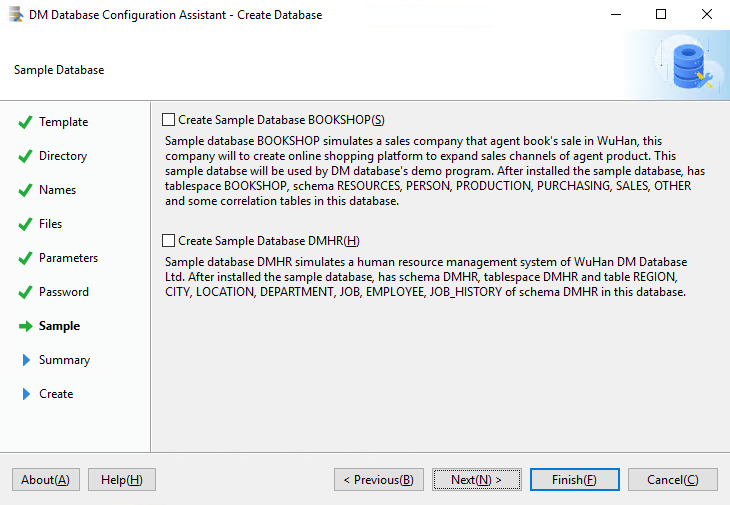 DM Database Configuration Assistant - Create Database
Sample Database
Template
Directory
Names
Files
Parameters
Password
Sample
Summary
Create
Create Sample Database BOOKSHOP(S)
Sample database BOOKSHOP simulates a sales company that agent book's sale in WuHan, this
company will to create online shopping platform to expand sales channels of agent product. This
sample databse will be used by DM database's demo program. After installed the sample database, has
tablespace BOOKSHOP, schema RESOURCES, PERSON, PRODUCTION, PURCHASING, SALES, OTHER
and some correlation tables in this database.
Create Sample Database DMHR(H)
Sample database DMHR simulates a human resource management system of WuHan DM Database
Ltd. After installed the sample database, has schema DMHR, tablespace DMHR and table REGION,
CITY, LOCATION, DEPARTMENT, JOB, EMPLOYEE, JOB_HISTORY of schema DMHR in this database.
About(A)
Help(H)
< Previous(B)
Next(N) >
Finish(F)
Cancel(C)